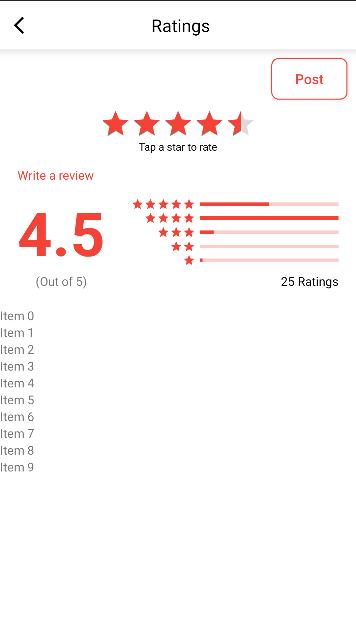 Ratings
Post
Tap a star to rate
Write a review
4.5
(Out of 5)
25 Ratings
Item 0
Item 1
Item 2
Item 3
Item 4
Item 5
Item 6
Item 7
Item 8
Item 9